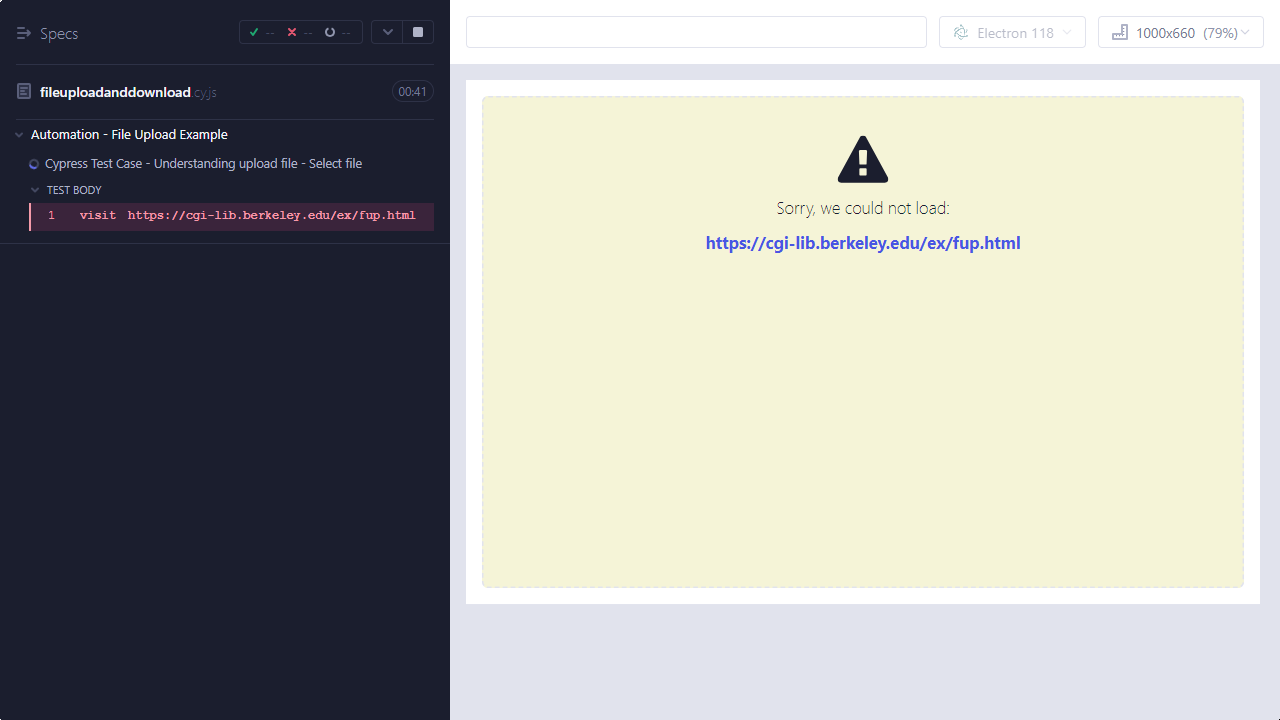 Specs
-- -- --
Electron 118
1000x660 (79%)
fileuploadanddownload.cy.js
00:41
Automation - File Upload Example
Cypress Test Case - Understanding upload file - Select file
TEST BODY
1 visit https://cgi-lib.berkeley.edu/ex/fup.html
Sorry, we could not load:
https://cgi-lib.berkeley.edu/ex/fup.html